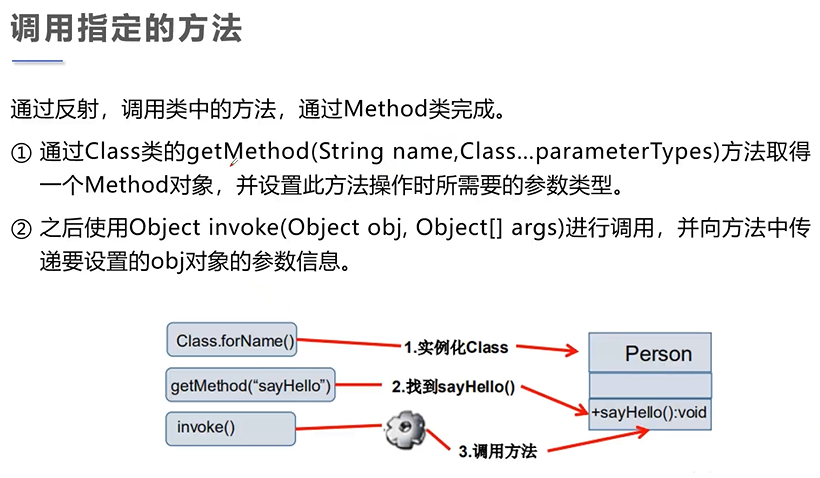 调用指定的方法
通过反射，调用类中的方法，通过Method类完成。
① 通过Class类的getMethod(String name,Class…parameterTypes)方法取得
一个Method对象，并设置此方法操作时所需要的参数类型。
② 之后使用Object invoke(Object obj, Object[] args)进行调用，并向方法中传
递要设置的obj对象的参数信息。
Class.forName()
1.实例化Class
Person
getMethod(“sayHello”)
2.找到sayHello()
+sayHello():void
invoke()
3.调用方法